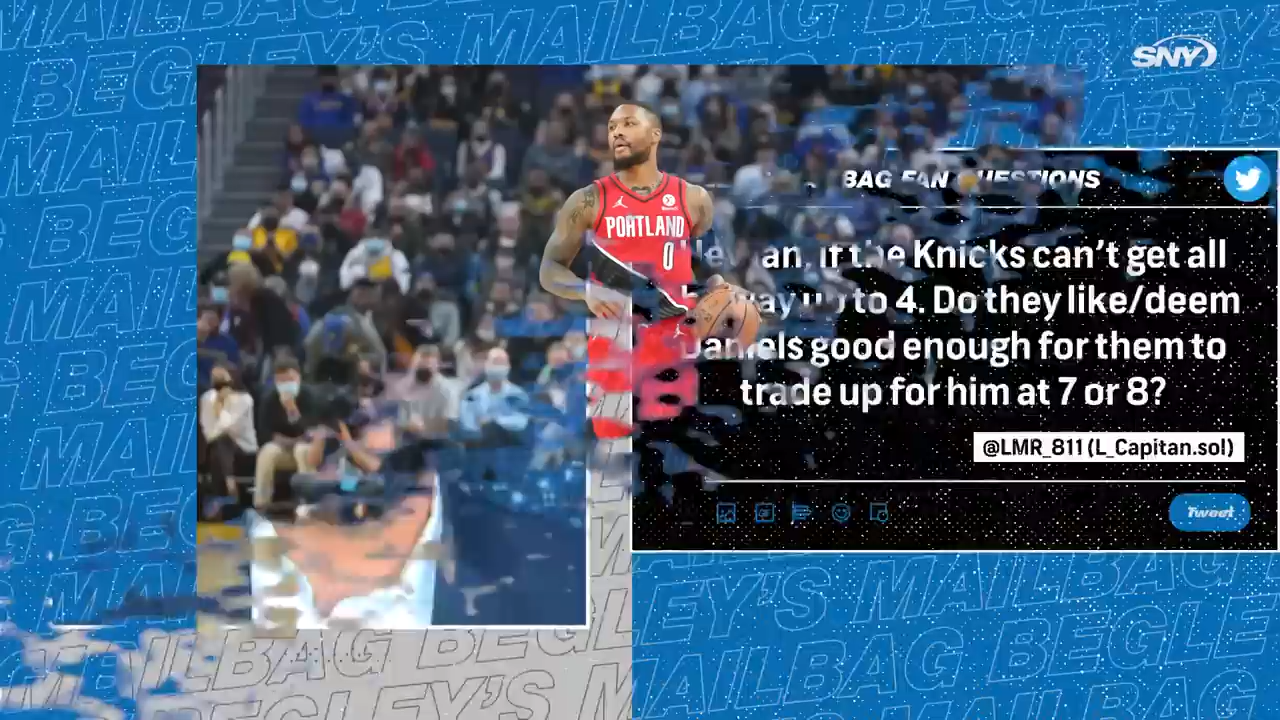 SNY
BAG FAN QUESTIONS
the Knicks can't get all
to 4. Do they like/deem
Daniels good enough for them to
trade up for him at 7 or 8?
@LMR_811 (L_Capitan.sol)
Tweet
PORTLAND
0
BEGLEY'S MAILBAG